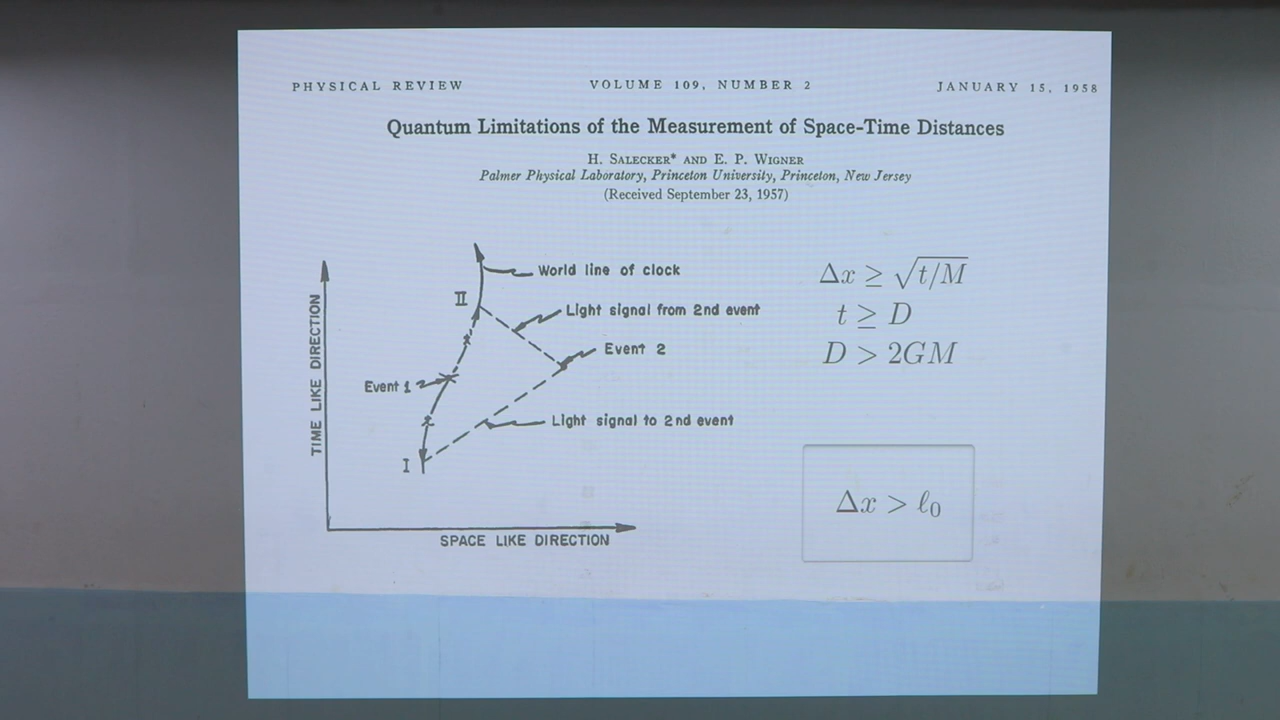 PHYSICAL REVIEW VOLUME 109, NUMBER 2 JANUARY 15, 1958
Quantum Limitations of the Measurement of Space-Time Distances
H. SALECKER* AND E. P. WIGNER
Palmer Physical Laboratory, Princeton University, Princeton, New Jersey
(Received September 23, 1957)
World line of clock
II
Light signal from 2nd event
Event 2
Event 1
Light signal to 2nd event
I
TIME LIKE DIRECTION
SPACE LIKE DIRECTION
Δx ≥ √t/M
t ≥ D
D > 2GM
Δx > ℓ₀